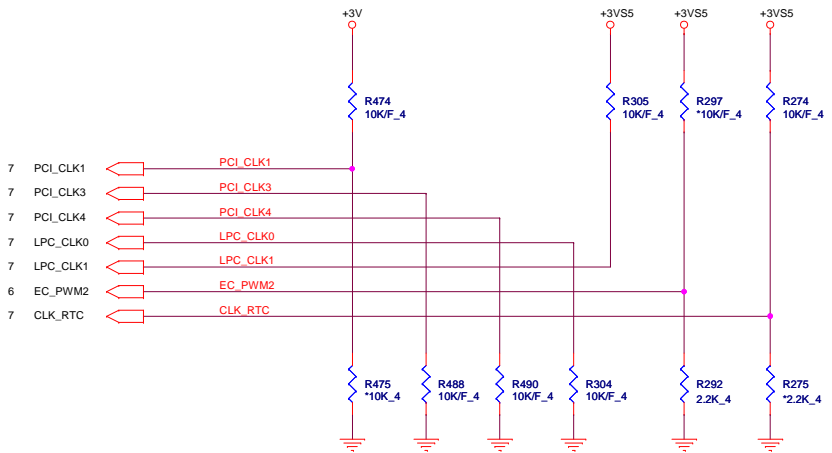 +3V
+3VS5
+3VS5
+3VS5
R474
10K/F_4
R305
10K/F_4
R297
*10K/F_4
R274
10K/F_4
7 PCI_CLK1 PCI_CLK1
7 PCI_CLK3 PCI_CLK3
7 PCI_CLK4 PCI_CLK4
7 LPC_CLK0 LPC_CLK0
7 LPC_CLK1 LPC_CLK1
6 EC_PWM2 EC_PWM2
7 CLK_RTC CLK_RTC
R475
*10K_4
R488
10K/F_4
R490
10K/F_4
R304
10K/F_4
R292
2.2K_4
R275
*2.2K_4